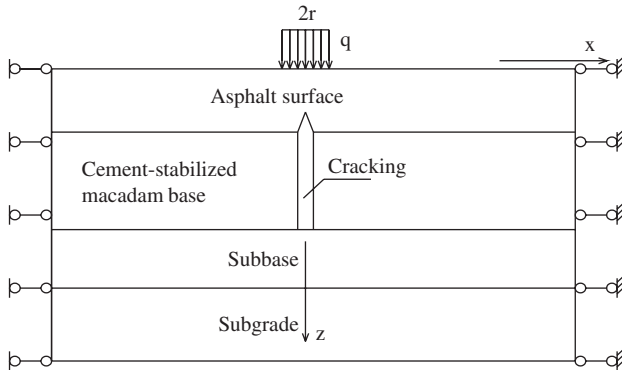 2r
q
x
Asphalt surface
Cement-stabilized
macadam base
Cracking
Subbase
Subgrade
z